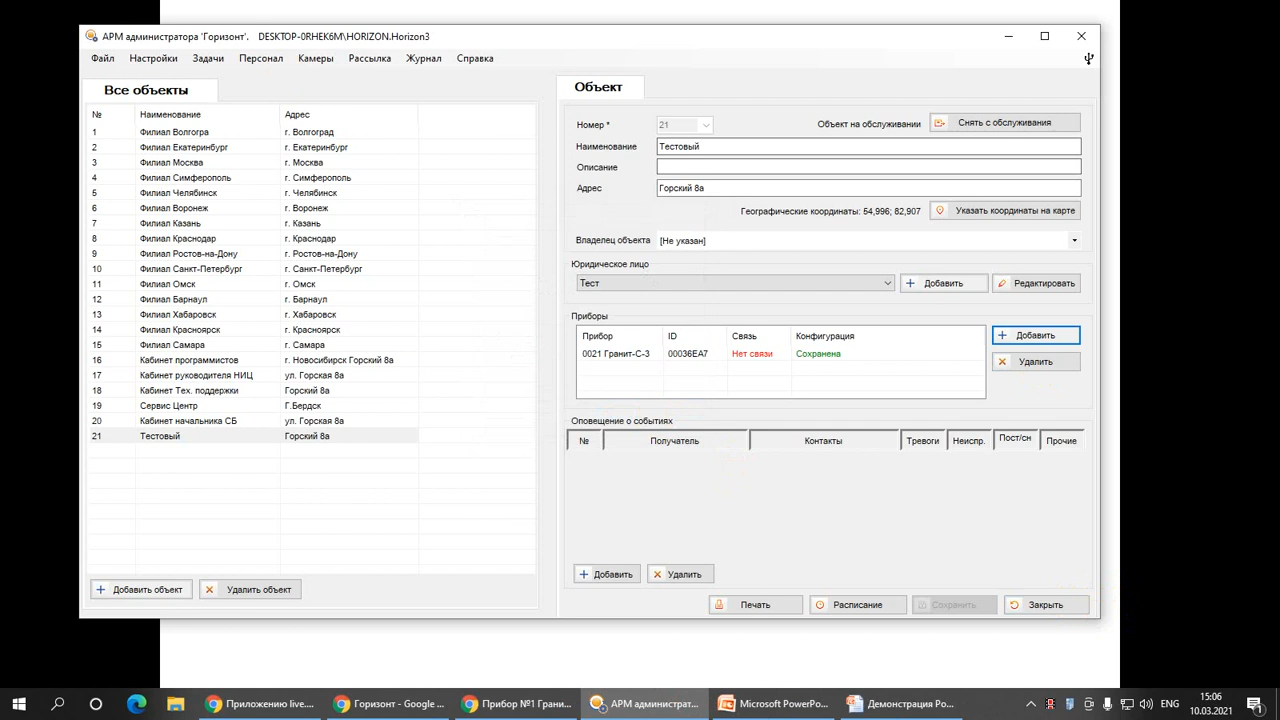 АРМ администратора 'Горизонт'. DESKTOP-0RHEK6M\HORIZON.Horizon3
Файл Настройки Задачи Персонал Камеры Рассылка Журнал Справка
Все объекты
№ Наименование Адрес
1 Филиал Волгогра г. Волгоград
2 Филиал Екатеринбург г. Екатеринбург
3 Филиал Москва г. Москва
4 Филиал Симферополь г. Симферополь
5 Филиал Челябинск г. Челябинск
6 Филиал Воронеж г. Воронеж
7 Филиал Казань г. Казань
8 Филиал Краснодар г. Краснодар
9 Филиал Ростов-на-Дону г. Ростов-на-Дону
10 Филиал Санкт-Петербург г. Санкт-Петербург
11 Филиал Омск г. Омск
12 Филиал Барнаул г. Барнаул
13 Филиал Хабаровск г. Хабаровск
14 Филиал Красноярск г. Красноярск
15 Филиал Самара г. Самара
16 Кабинет программистов г. Новосибирск Горский 8а
17 Кабинет руководителя НИЦ ул. Горская 8а
18 Кабинет Тех. поддержки Горский 8а
19 Сервис Центр Г.Бердск
20 Кабинет начальника СБ ул. Горская 8а
21 Тестовый Горский 8а
Добавить объект Удалить объект
Объект
Номер * 21 Объект на обслуживании Снять с обслуживания
Наименование Тестовый
Описание
Адрес Горский 8а
Географические координаты: 54,996; 82,907 Указать координаты на карте
Владелец объекта [Не указан]
Юридическое лицо
Тест Добавить Редактировать
Приборы
Прибор ID Связь Конфигурация
0021 Гранит-С-3 00036EA7 Нет связи Сохранена
Добавить
Удалить
Оповещение о событиях
№ Получатель Контакты Тревоги Неиспр. Пост/сн Прочие
Добавить Удалить
Печать Расписание Сохранить Закрыть
Приложению live.... Горизонт - Google ... Прибор №1 Грани... АРМ администрат... Microsoft PowerPo... Демонстрация Po... ENG 15:06
10.03.2021